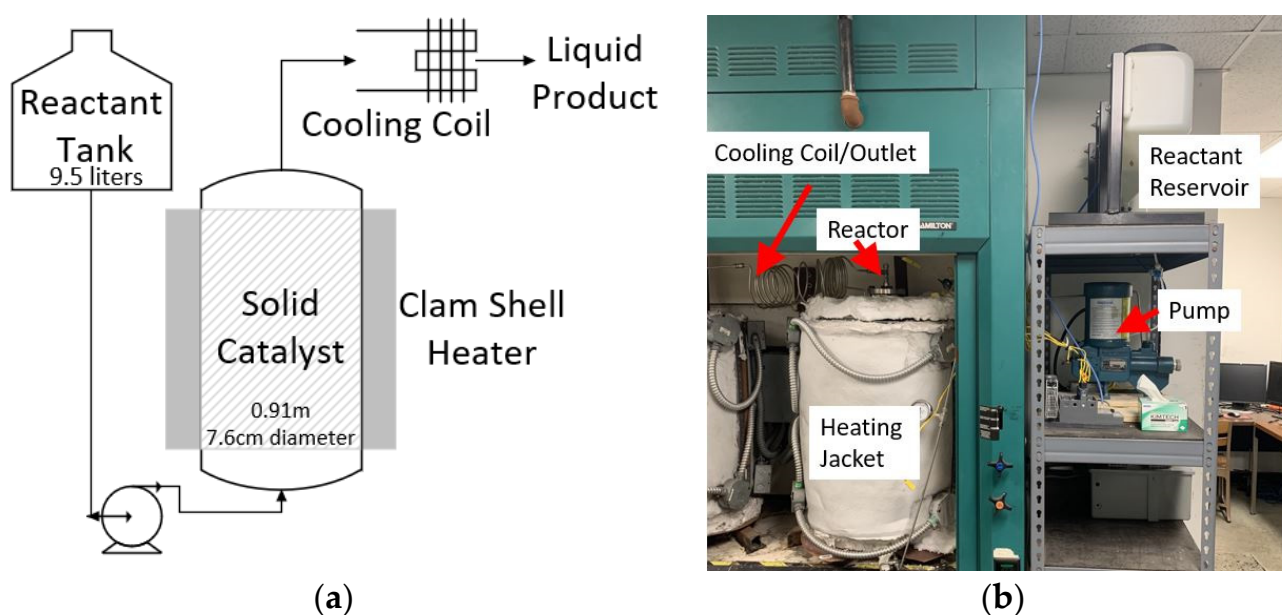 Reactant
Tank
9.5 liters
Cooling Coil
Liquid
Product
Solid
Catalyst
0.91m
7.6cm diameter
Clam Shell
Heater
(a)
Cooling Coil/Outlet
Reactor
HAMILTON
Reactant
Reservoir
Pump
Heating
Jacket
KIMTECH
(b)